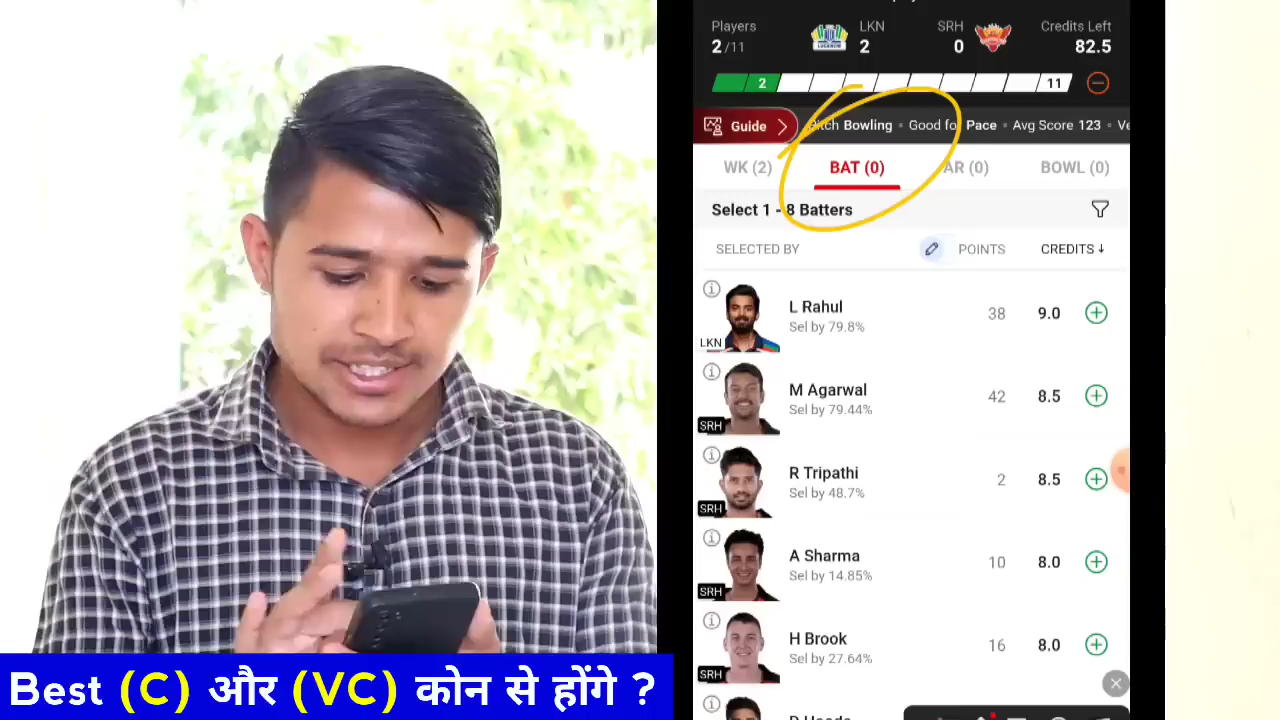 Players
2/11
LKN
2
SRH
0
Credits Left
82.5
2
11
Guide
Pitch Bowling • Good for Pace • Avg Score 123 • Ve
WK (2)
BAT (0)
AR (0)
BOWL (0)
Select 1 - 8 Batters
SELECTED BY
POINTS
CREDITS ↓
L Rahul
Sel by 79.8%
38
9.0
LKN
M Agarwal
Sel by 79.44%
42
8.5
SRH
R Tripathi
Sel by 48.7%
2
8.5
SRH
A Sharma
Sel by 14.85%
10
8.0
SRH
H Brook
Sel by 27.64%
16
8.0
SRH
Best (C) और (VC) कोन से होंगे ?